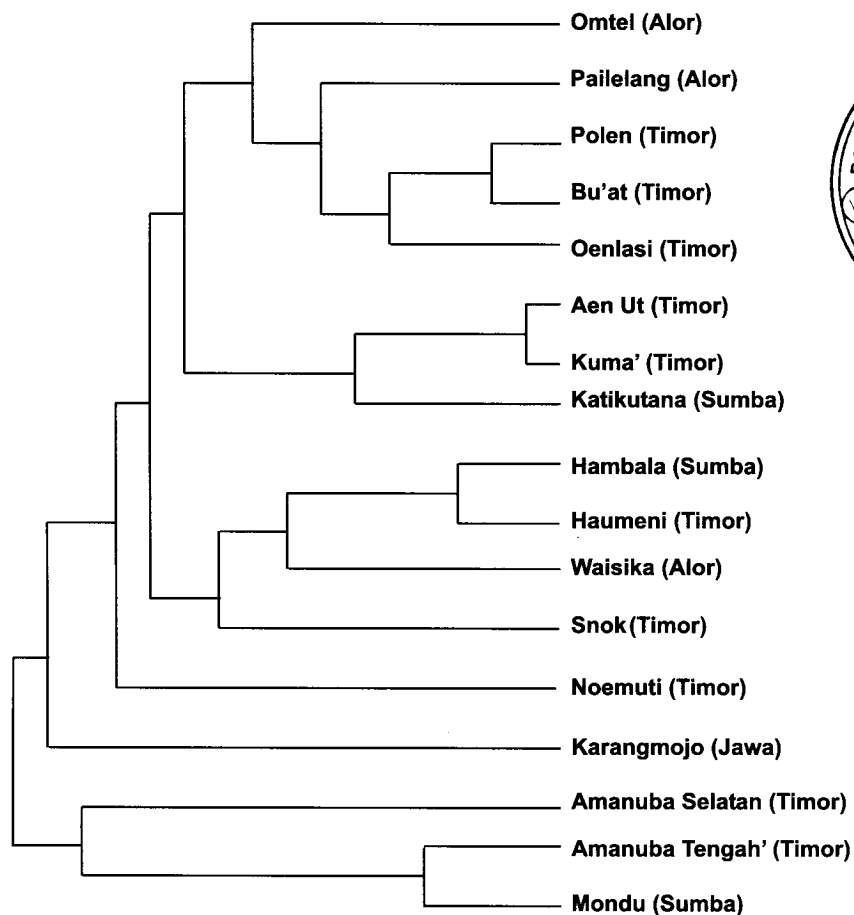 Omtel (Alor)
Pailelang (Alor)
Polen (Timor)
Bu'at (Timor)
Oenlasi (Timor)
Aen Ut (Timor)
Kuma' (Timor)
Katikutana (Sumba)
Hambala (Sumba)
Haumeni (Timor)
Waisika (Alor)
Snok(Timor)
Noemuti (Timor)
Karangmojo (Jawa)
Amanuba Selatan (Timor)
Amanuba Tengah' (Timor)
Mondu (Sumba)